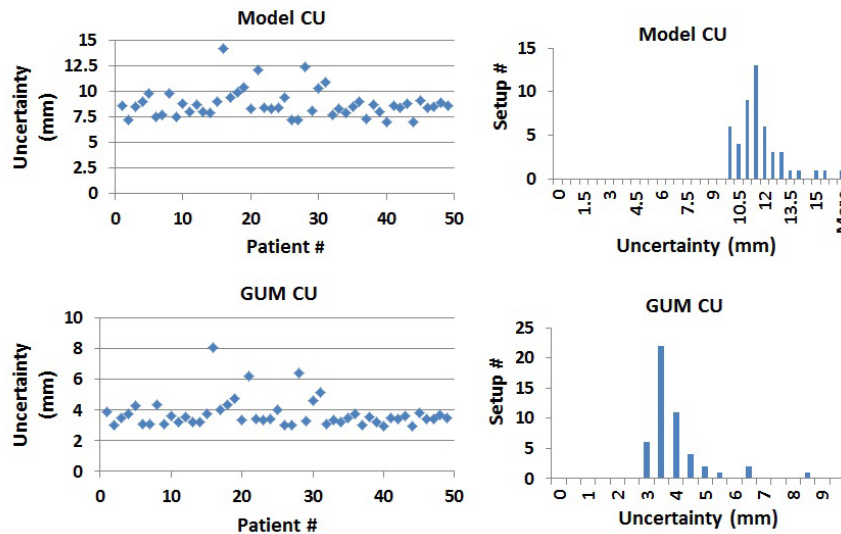 Model CU
Uncertainty (mm)
15
12.5
10
7.5
5
2.5
0
0 10 20 30 40 50
Patient #
Model CU
Setup #
15
10
5
0
0 1.5 3 4.5 6 7.5 9 10.5 12 13.5 15
Uncertainty (mm)
GUM CU
Uncertainty (mm)
10
8
6
4
2
0
0 10 20 30 40 50
Patient #
GUM CU
Setup #
25
20
15
10
5
0
0 1 2 3 4 5 6 7 8 9
Uncertainty (mm)